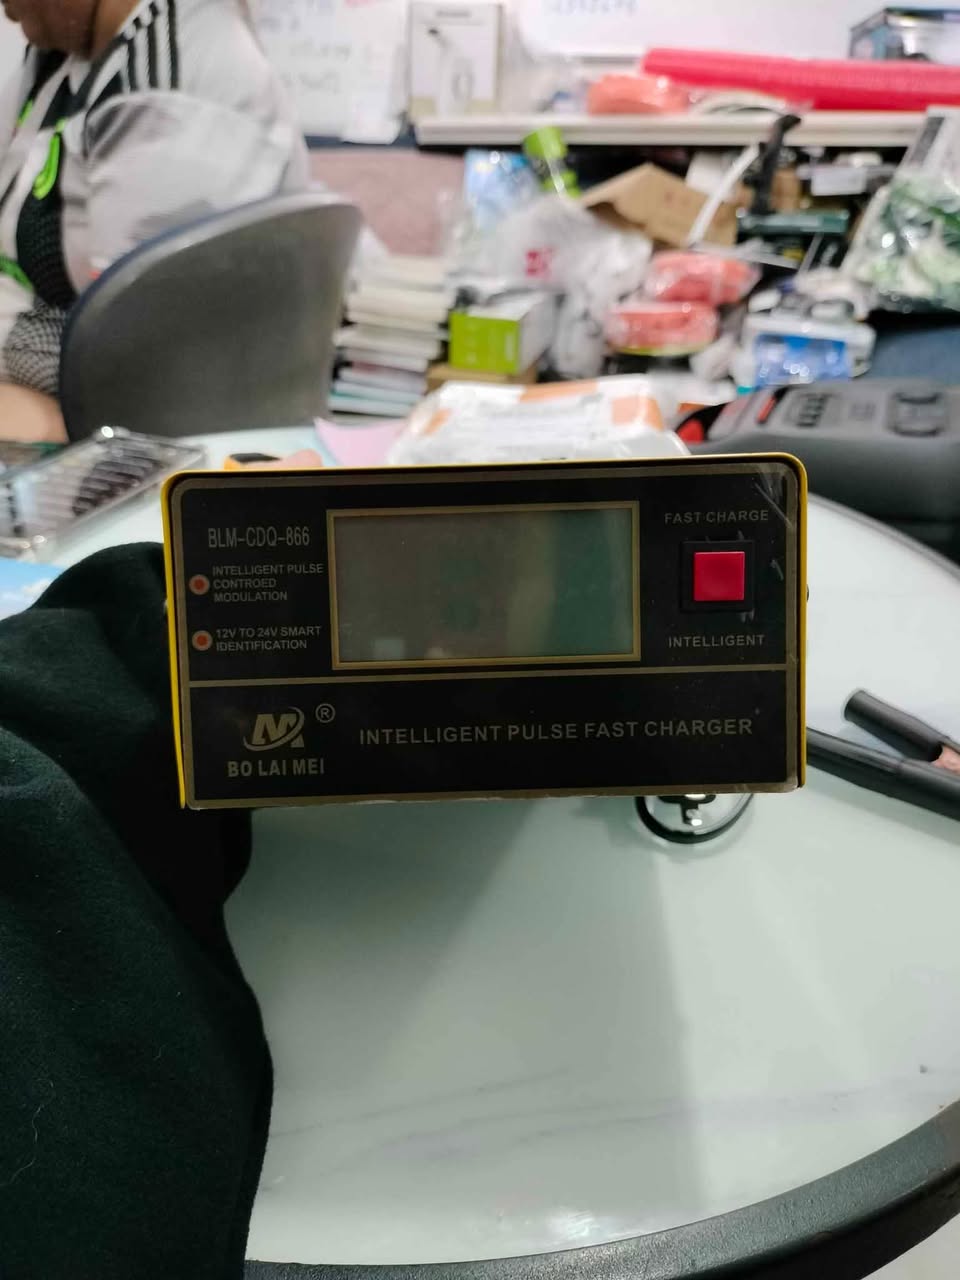 BLM-CDQ-866
INTELLIGENT PULSE
CONTROED
MODULATION
12V TO 24V SMART
IDENTIFICATION
FAST CHARGE
INTELLIGENT
®
BO LAI MEI
INTELLIGENT PULSE FAST CHARGER